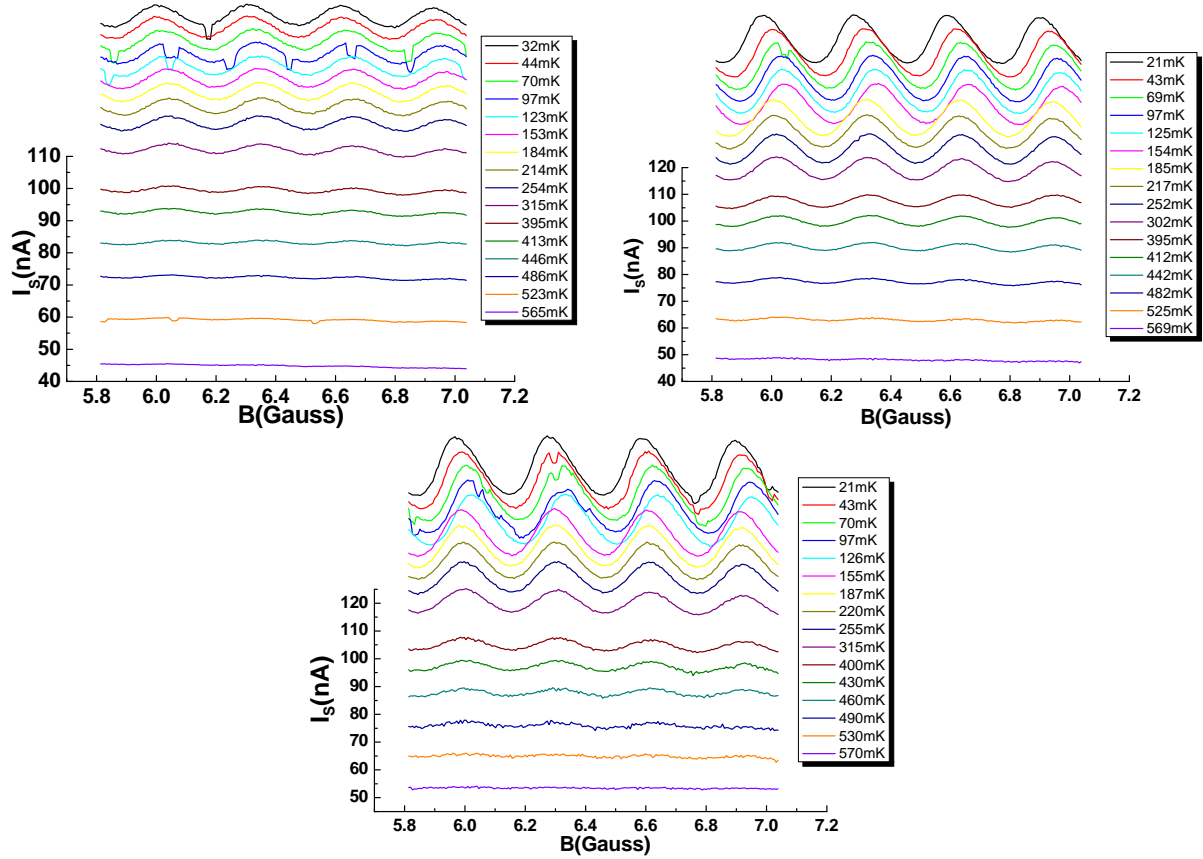 32mK
44mK
70mK
97mK
123mK
153mK
184mK
214mK
254mK
315mK
395mK
413mK
446mK
486mK
523mK
565mK
110
100
90
80
70
60
50
40
I_S(nA)
5.8 6.0 6.2 6.4 6.6 6.8 7.0 7.2
B(Gauss)
21mK
43mK
69mK
97mK
125mK
154mK
185mK
217mK
252mK
302mK
395mK
412mK
442mK
482mK
525mK
569mK
120
110
100
90
80
70
60
50
40
I_S(nA)
5.8 6.0 6.2 6.4 6.6 6.8 7.0 7.2
B(Gauss)
21mK
43mK
70mK
97mK
126mK
155mK
187mK
220mK
255mK
315mK
400mK
430mK
460mK
490mK
530mK
570mK
120
110
100
90
80
70
60
50
I_S(nA)
5.8 6.0 6.2 6.4 6.6 6.8 7.0 7.2
B(Gauss)